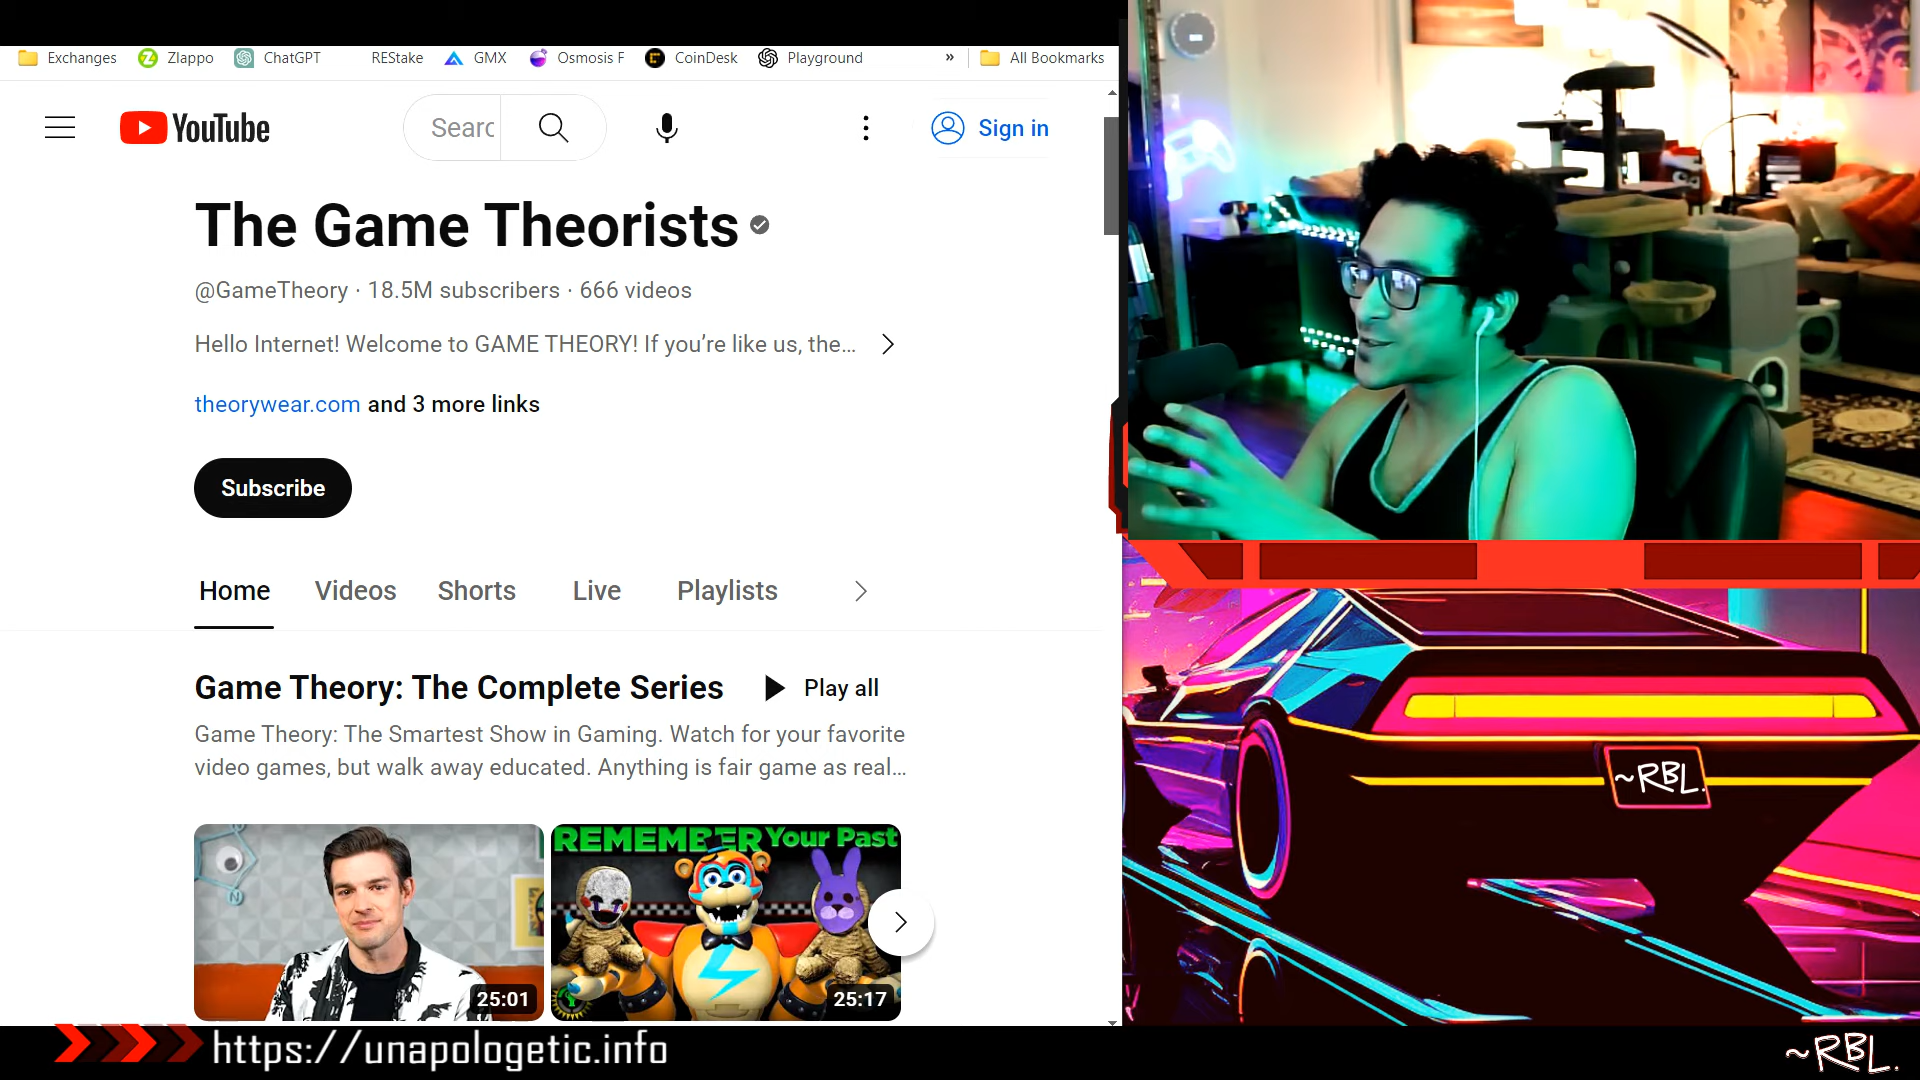 Exchanges Zlappo ChatGPT REStake GMX Osmosis F CoinDesk Playground » All Bookmarks
YouTube Searc Sign in
The Game Theorists
@GameTheory · 18.5M subscribers · 666 videos
Hello Internet! Welcome to GAME THEORY! If you’re like us, the...
theorywear.com and 3 more links
Subscribe
Home Videos Shorts Live Playlists
Game Theory: The Complete Series Play all
Game Theory: The Smartest Show in Gaming. Watch for your favorite
video games, but walk away educated. Anything is fair game as real...
REMEMBER Your Past
25:01
25:17
~RBL.
https://unapologetic.info
~RBL.